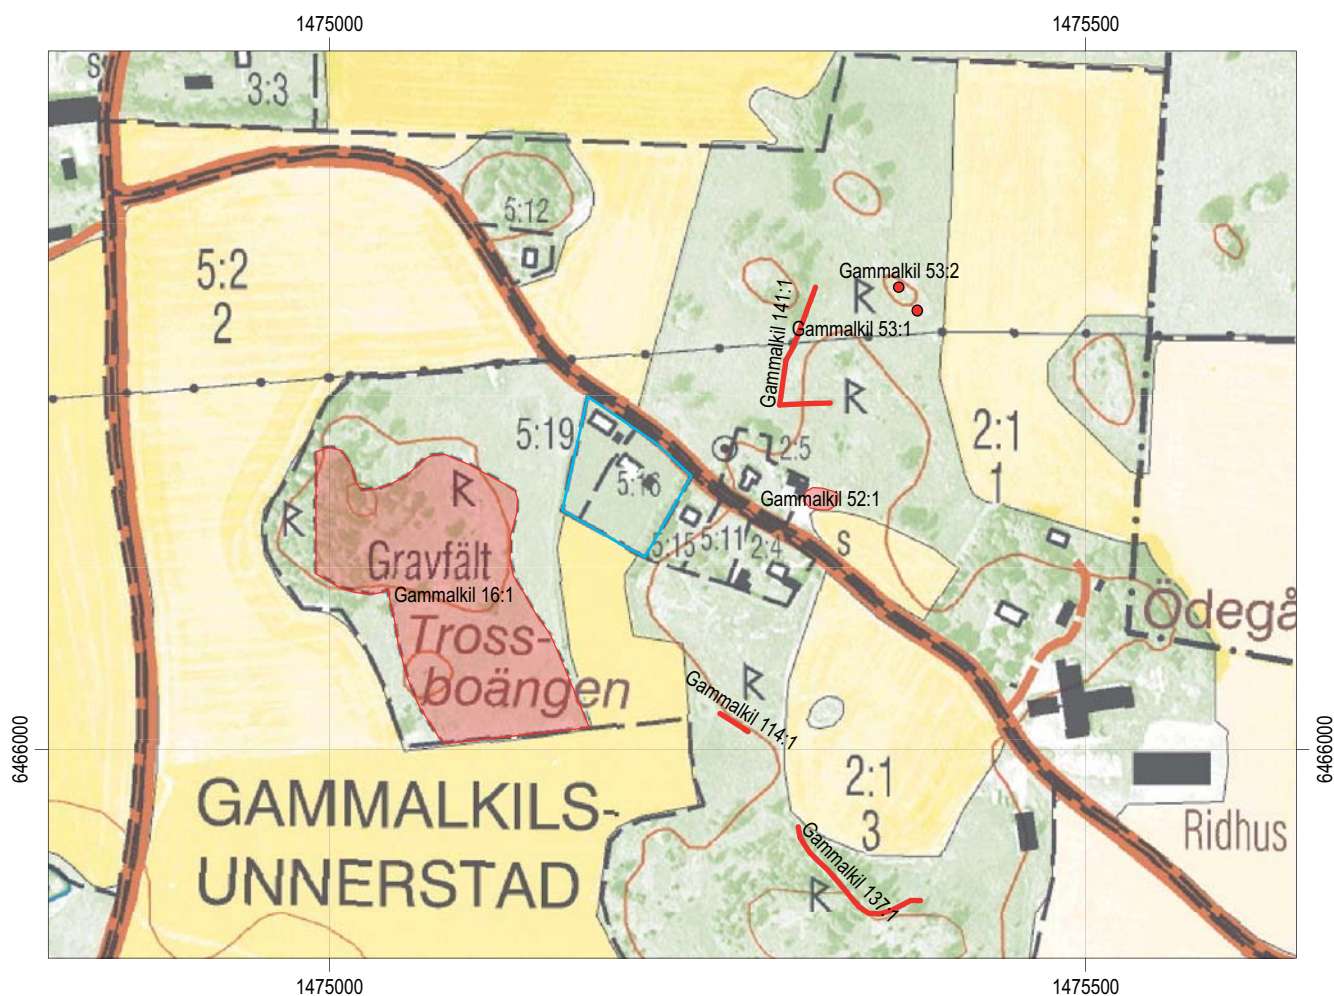 1475000
1475500
S
3:3
5:12
5:2
2
Gammalkil 53:2
R
Gammalkil 141:1
Gammalkil 53:1
R
5:19
2:5
2:1
1
R
5:16
Gammalkil 52:1
R
5:15
5:11
2:4
S
Gravfält
Gammalkil 16:1
Ödegå
Tross-
boängen
R
Gammalkil 114:1
6466000
6466000
2:1
3
GAMMALKILS-
UNNERSTAD
Ridhus
Gammalkil 137:1
R
1475000
1475500